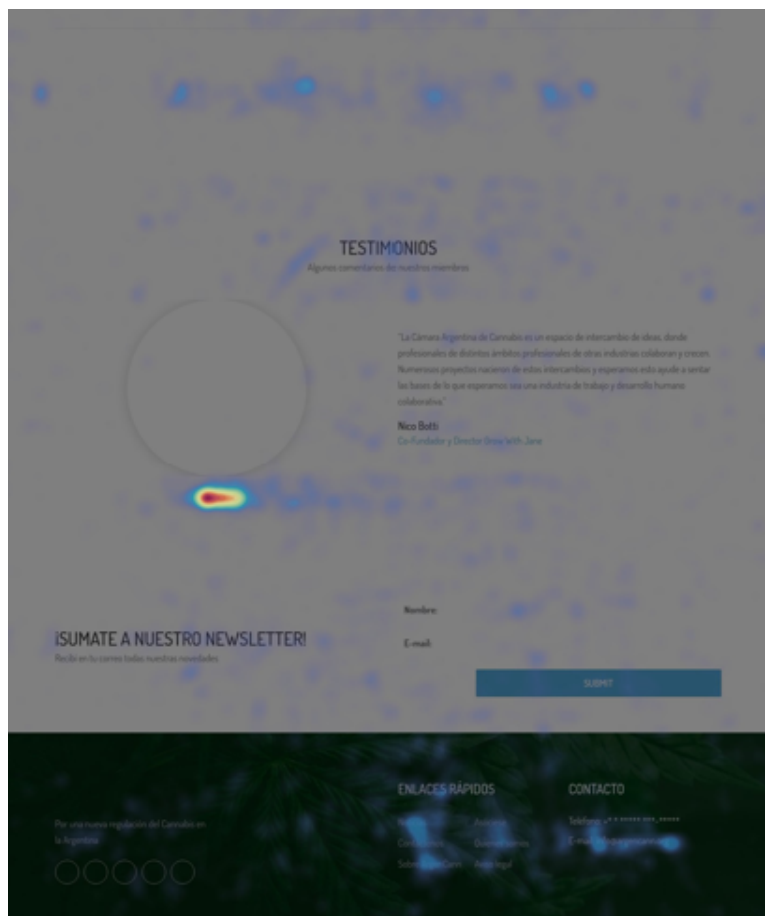 TESTIMONIOS
Algunos comentarios de nuestros miembros
"La Cámara Argentina de Cannabis es un espacio de intercambio de ideas, donde
profesionales de distintos ámbitos profesionales de otras industrias colaboran y crecen.
Numerosos proyectos nacieron de estos intercambios y esperamos esto ayude a sentar
las bases de lo que esperamos sea una industria de trabajo y desarrollo humano
colaborativa."
Nico Botti
Co-Fundador y Director Grow With Jane
¡SUMATE A NUESTRO NEWSLETTER!
Recibí en tu correo todas nuestras novedades
Nombre:
E-mail:
SUBMIT
Por una nueva regulación del Cannabis en
la Argentina
ENLACES RÁPIDOS
Aviso legal
CONTACTO
Teléfono:
E-mail: